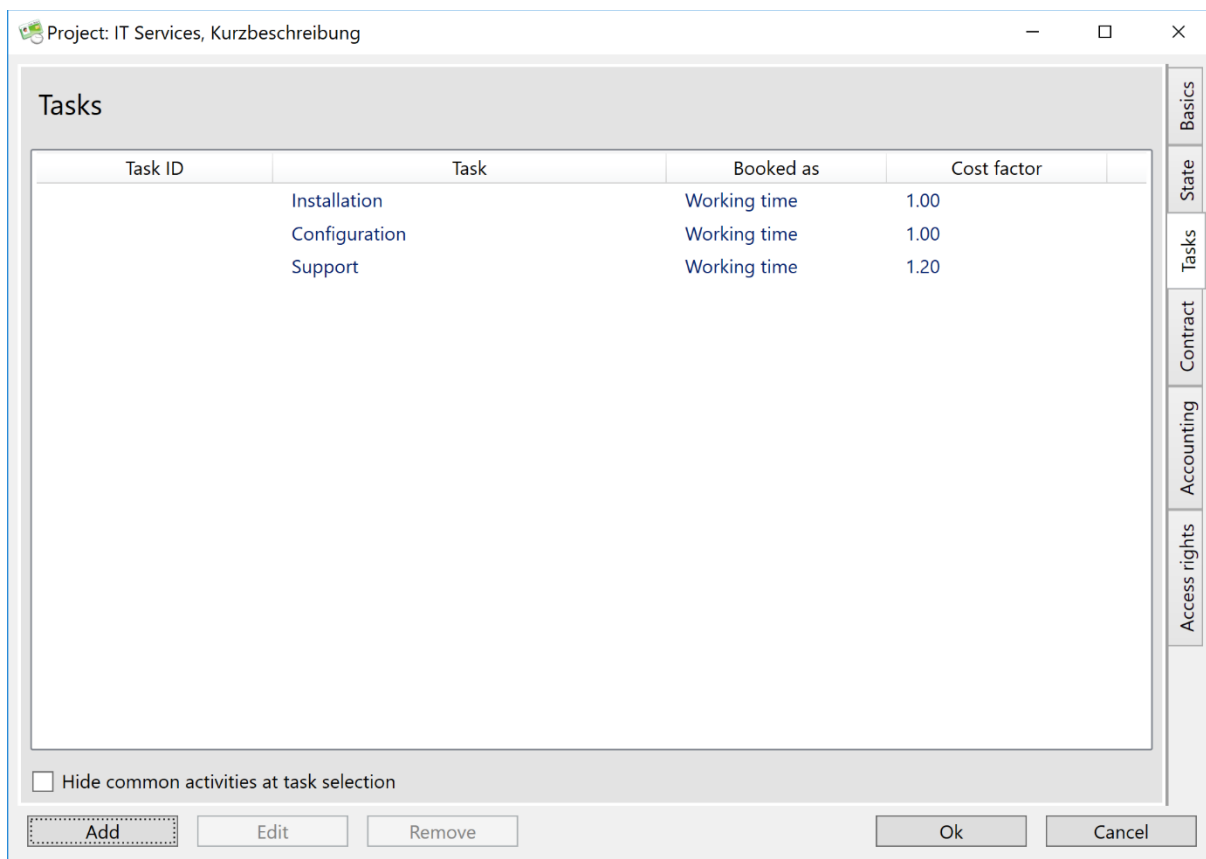 Project: IT Services, Kurzbeschreibung
Tasks
Task ID Task Booked as Cost factor
Installation Working time 1.00
Configuration Working time 1.00
Support Working time 1.20
Hide common activities at task selection
Add Edit Remove Ok Cancel
Basics
State
Tasks
Contract
Accounting
Access rights